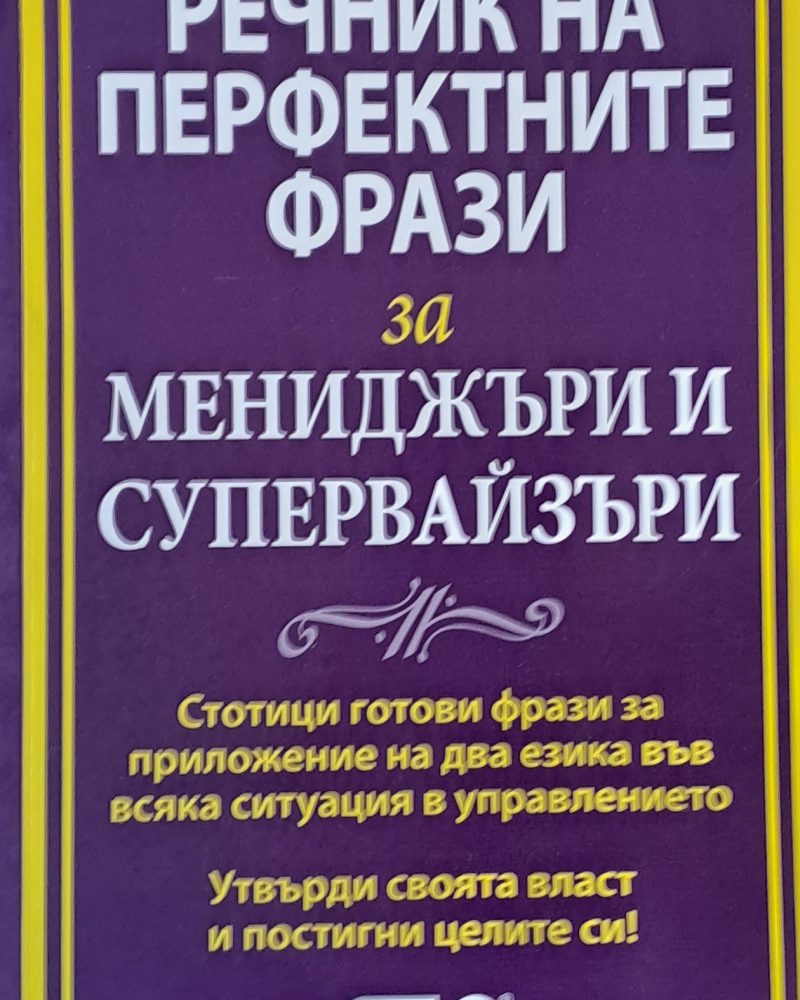 РЕЧНИК НА
ПЕРФЕКТНИТЕ
ФРАЗИ
за
МЕНИДЖЪРИ И
СУПЕРВАЙЗЪРИ
Стотици готови фрази за
приложение на два езика във
всяка ситуация в управлението
Утвърди своята власт
и постигни целите си!